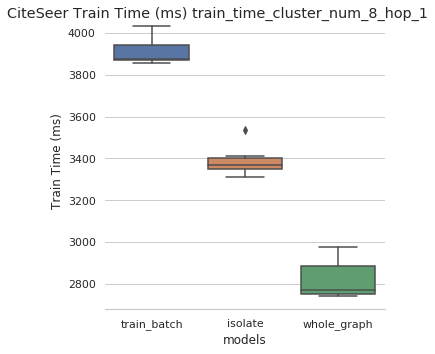 CiteSeer Train Time (ms) train_time_cluster_num_8_hop_1
4000
3800
3600
3400
3200
3000
2800
Train Time (ms)
train_batch isolate whole_graph
models